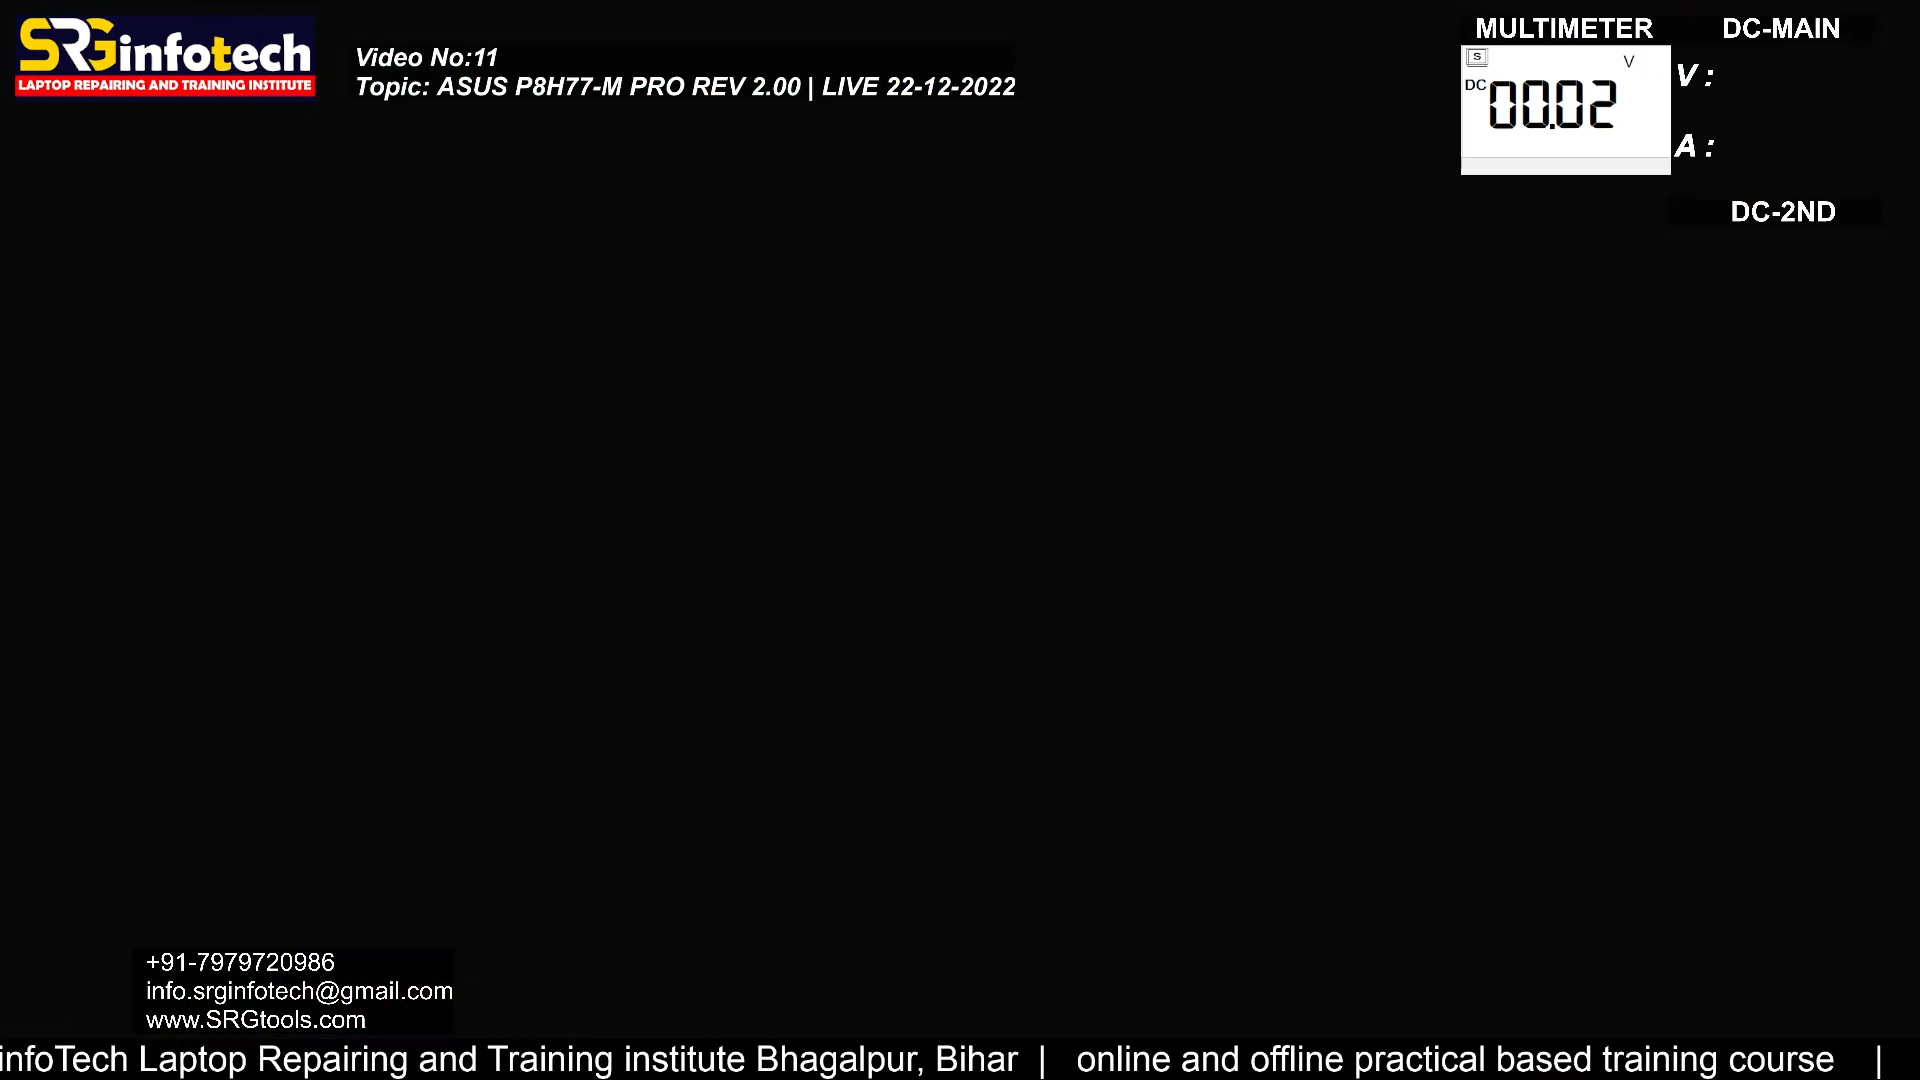 SRGinfotech
LAPTOP REPAIRING AND TRAINING INSTITUTE
Video No:11
Topic: ASUS P8H77-M PRO REV 2.00 | LIVE 22-12-2022
MULTIMETER
S
V
DC 00.02
DC-MAIN
V :
A :
DC-2ND
+91-7979720986
info.srginfotech@gmail.com
www.SRGtools.com
infoTech Laptop Repairing and Training institute Bhagalpur, Bihar | online and offline practical based training course |